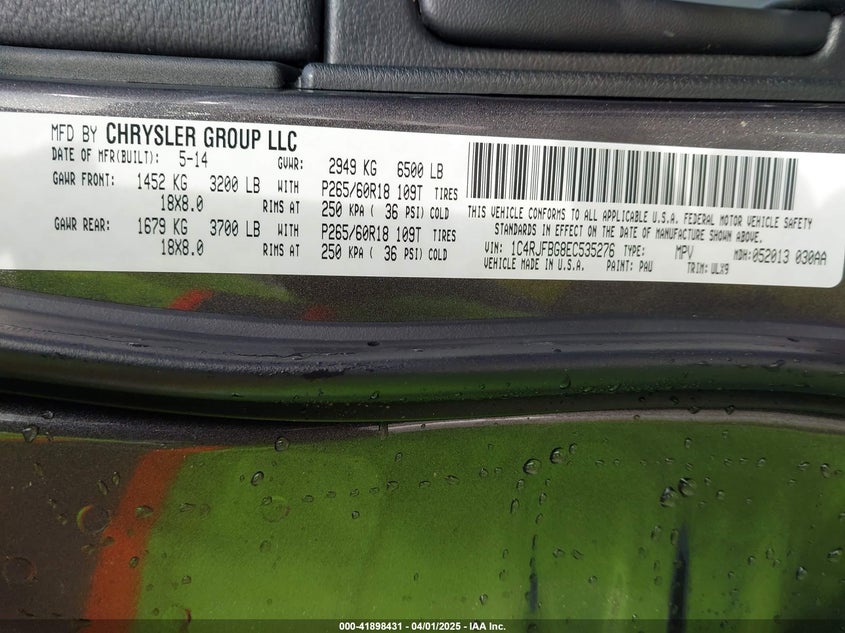 MFD BY CHRYSLER GROUP LLC
DATE OF MFR(BUILT): 5-14 GVWR: 2949 KG 6500 LB
GAWR FRONT: 1452 KG 3200 LB WITH P265/60R18 109T TIRES
18X8.0 RIMS AT 250 KPA ( 36 PSI) COLD
GAWR REAR: 1679 KG 3700 LB WITH P265/60R18 109T TIRES
18X8.0 RIMS AT 250 KPA ( 36 PSI) COLD
THIS VEHICLE CONFORMS TO ALL APPLICABLE U.S.A. FEDERAL MOTOR VEHICLE SAFETY
STANDARDS IN EFFECT ON THE DATE OF MANUFACTURE SHOWN ABOVE.
VIN: 1C4RJFBG8EC535276 TYPE: MPV MDH:052013 030AA
VEHICLE MADE IN U.S.A. PAINT: PAU TRIM: ULX9
000-41898431 - 04/01/2025 - IAA Inc.